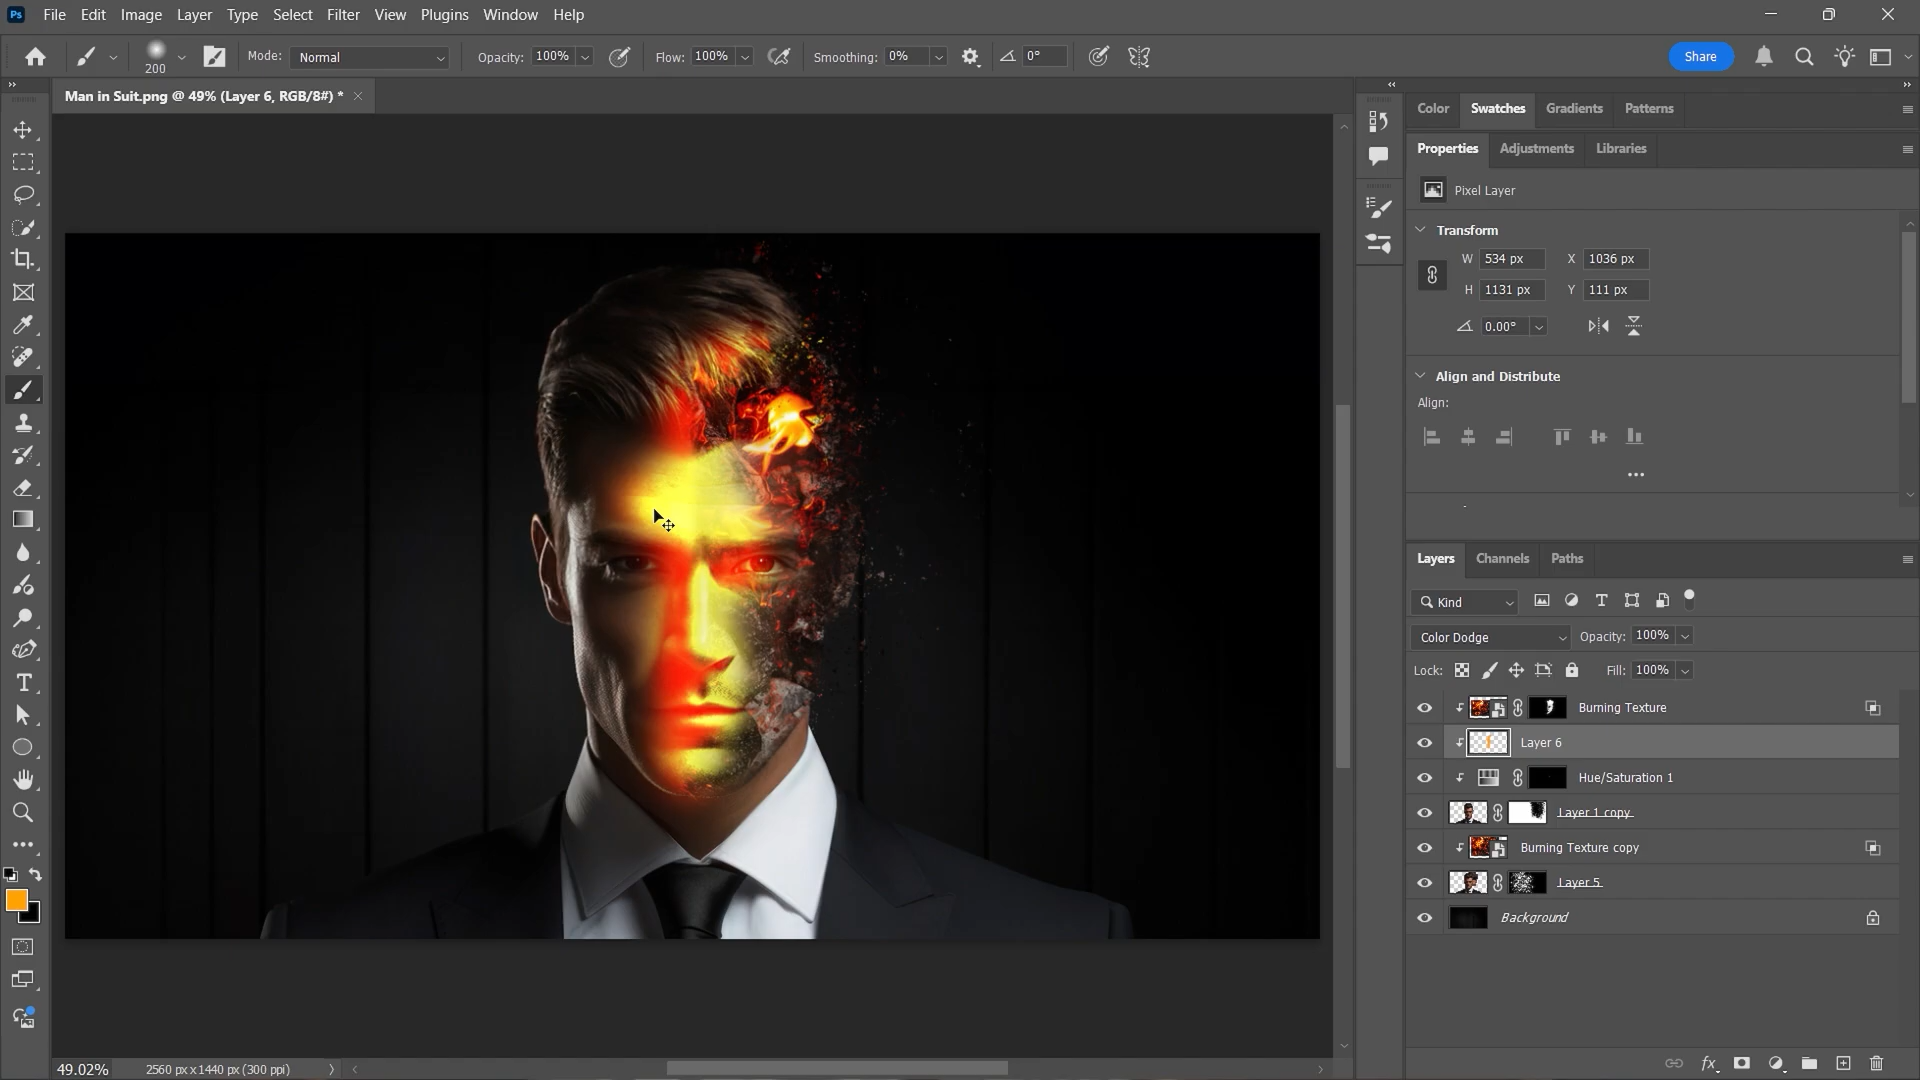 Ps File Edit Image Layer Type Select Filter View Plugins Window Help
200 Mode: Normal Opacity: 100% Flow: 100% Smoothing: 0% 0° Share
Man in Suit.png @ 49% (Layer 6, RGB/8#) *
Color Swatches Gradients Patterns
Properties Adjustments Libraries
Pixel Layer
Transform
W 534 px X 1036 px
H 1131 px Y 111 px
0.00°
Align and Distribute
Align:
Layers Channels Paths
Kind
Color Dodge Opacity: 100%
Lock: Fill: 100%
Burning Texture
Layer 6
Hue/Saturation 1
Layer 1 copy
Burning Texture copy
Layer 5
Background
fx
49.02% 2560 px x 1440 px (300 ppi)